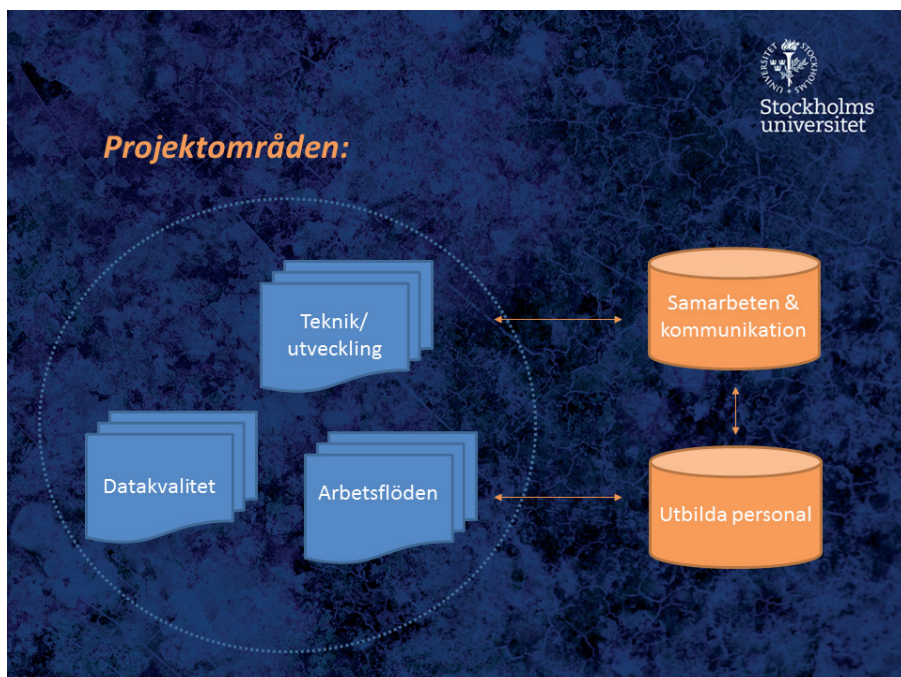 Stockholms
universitet
Projektområden:
Teknik/
utveckling
Samarbeten &
kommunikation
Datakvalitet
Arbetsflöden
Utbilda personal